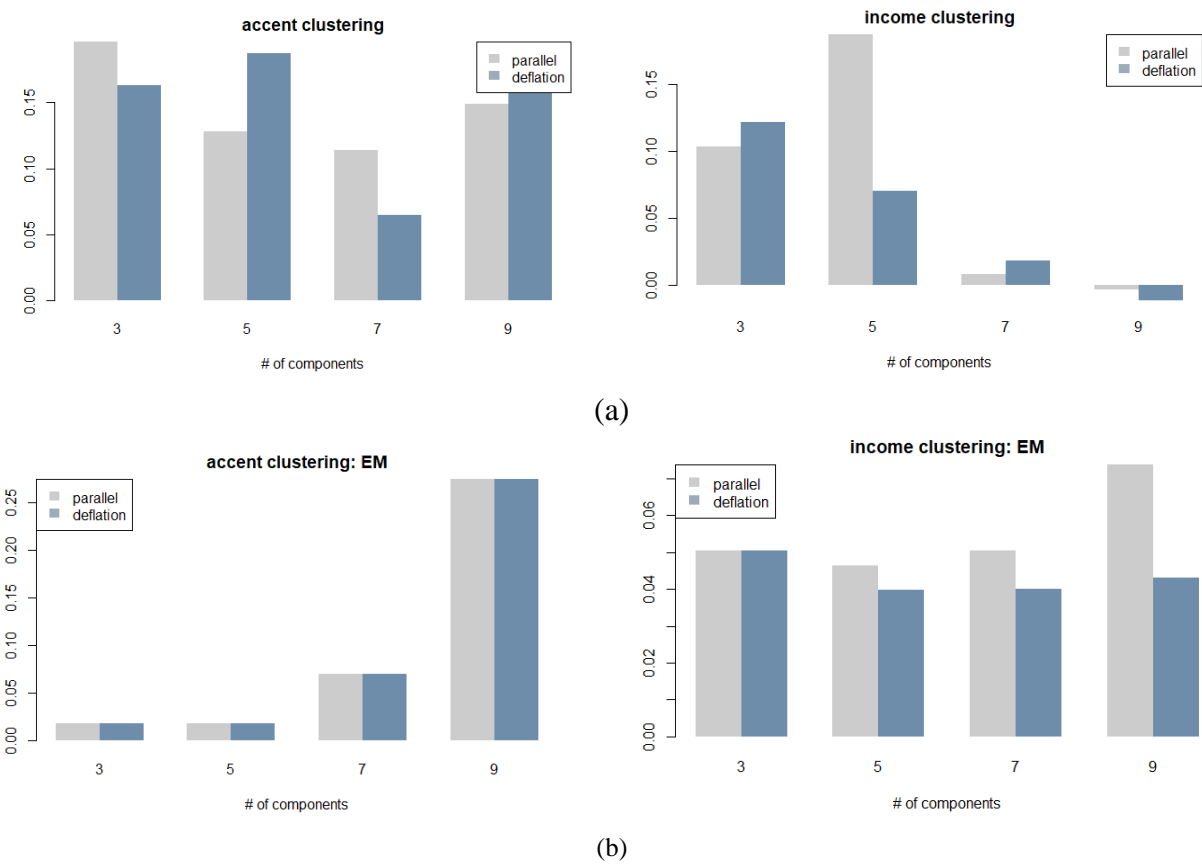 accent clustering
parallel
deflation
0.15
0.10
0.05
0.00
3 5 7 9
# of components
income clustering
parallel
deflation
0.15
0.10
0.05
0.00
3 5 7 9
# of components
(a)
accent clustering: EM
parallel
deflation
0.25
0.20
0.15
0.10
0.05
0.00
3 5 7 9
# of components
income clustering: EM
parallel
deflation
0.06
0.04
0.02
0.00
3 5 7 9
# of components
(b)